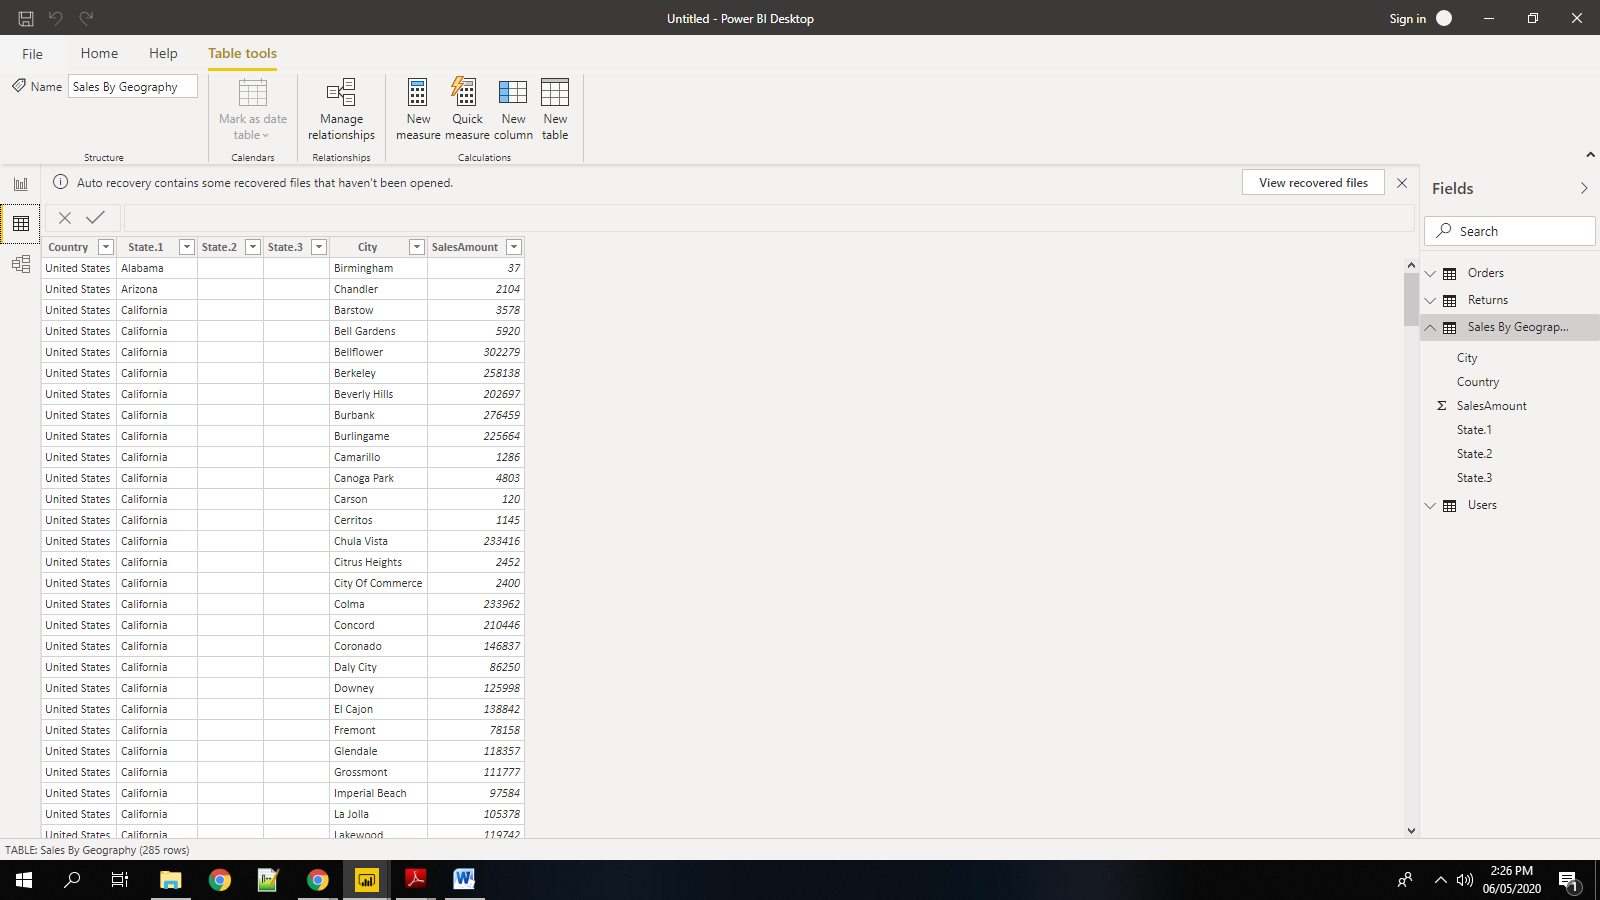 Untitled - Power BI Desktop
Sign in
File Home Help Table tools
Name Sales By Geography
Mark as date table
Manage relationships
New measure
Quick measure
New column
New table
Structure Calendars Relationships Calculations
Auto recovery contains some recovered files that haven't been opened.
View recovered files
Fields
Search
Orders
Returns
Sales By Geograp...
City
Country
Σ SalesAmount
State.1
State.2
State.3
Users
Country State.1 State.2 State.3 City SalesAmount
United States Alabama Birmingham 37
United States Arizona Chandler 2104
United States California Barstow 3578
United States California Bell Gardens 5920
United States California Bellflower 302279
United States California Berkeley 258138
United States California Beverly Hills 202697
United States California Burbank 276459
United States California Burlingame 225664
United States California Camarillo 1286
United States California Canoga Park 4803
United States California Carson 120
United States California Cerritos 1145
United States California Chula Vista 233416
United States California Citrus Heights 2452
United States California City Of Commerce 2400
United States California Colma 233962
United States California Concord 210446
United States California Coronado 146837
United States California Daly City 86250
United States California Downey 125998
United States California El Cajon 138842
United States California Fremont 78158
United States California Glendale 118357
United States California Grossmont 111777
United States California Imperial Beach 97584
United States California La Jolla 105378
United States California Lakewood 119742
TABLE: Sales By Geography (285 rows)
2:26 PM
06/05/2020
1